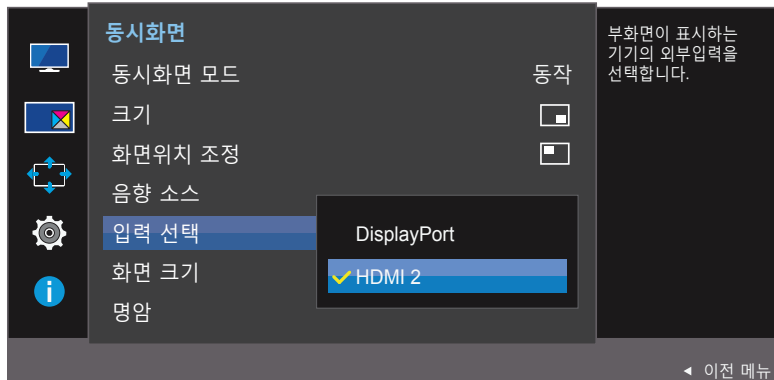 동시화면
동시화면 모드 동작
크기
화면위치 조정
음향 소스
입력 선택
화면 크기
명암
DisplayPort
HDMI 2
부화면이 표시하는
기기의 외부입력을
선택합니다.
이전 메뉴